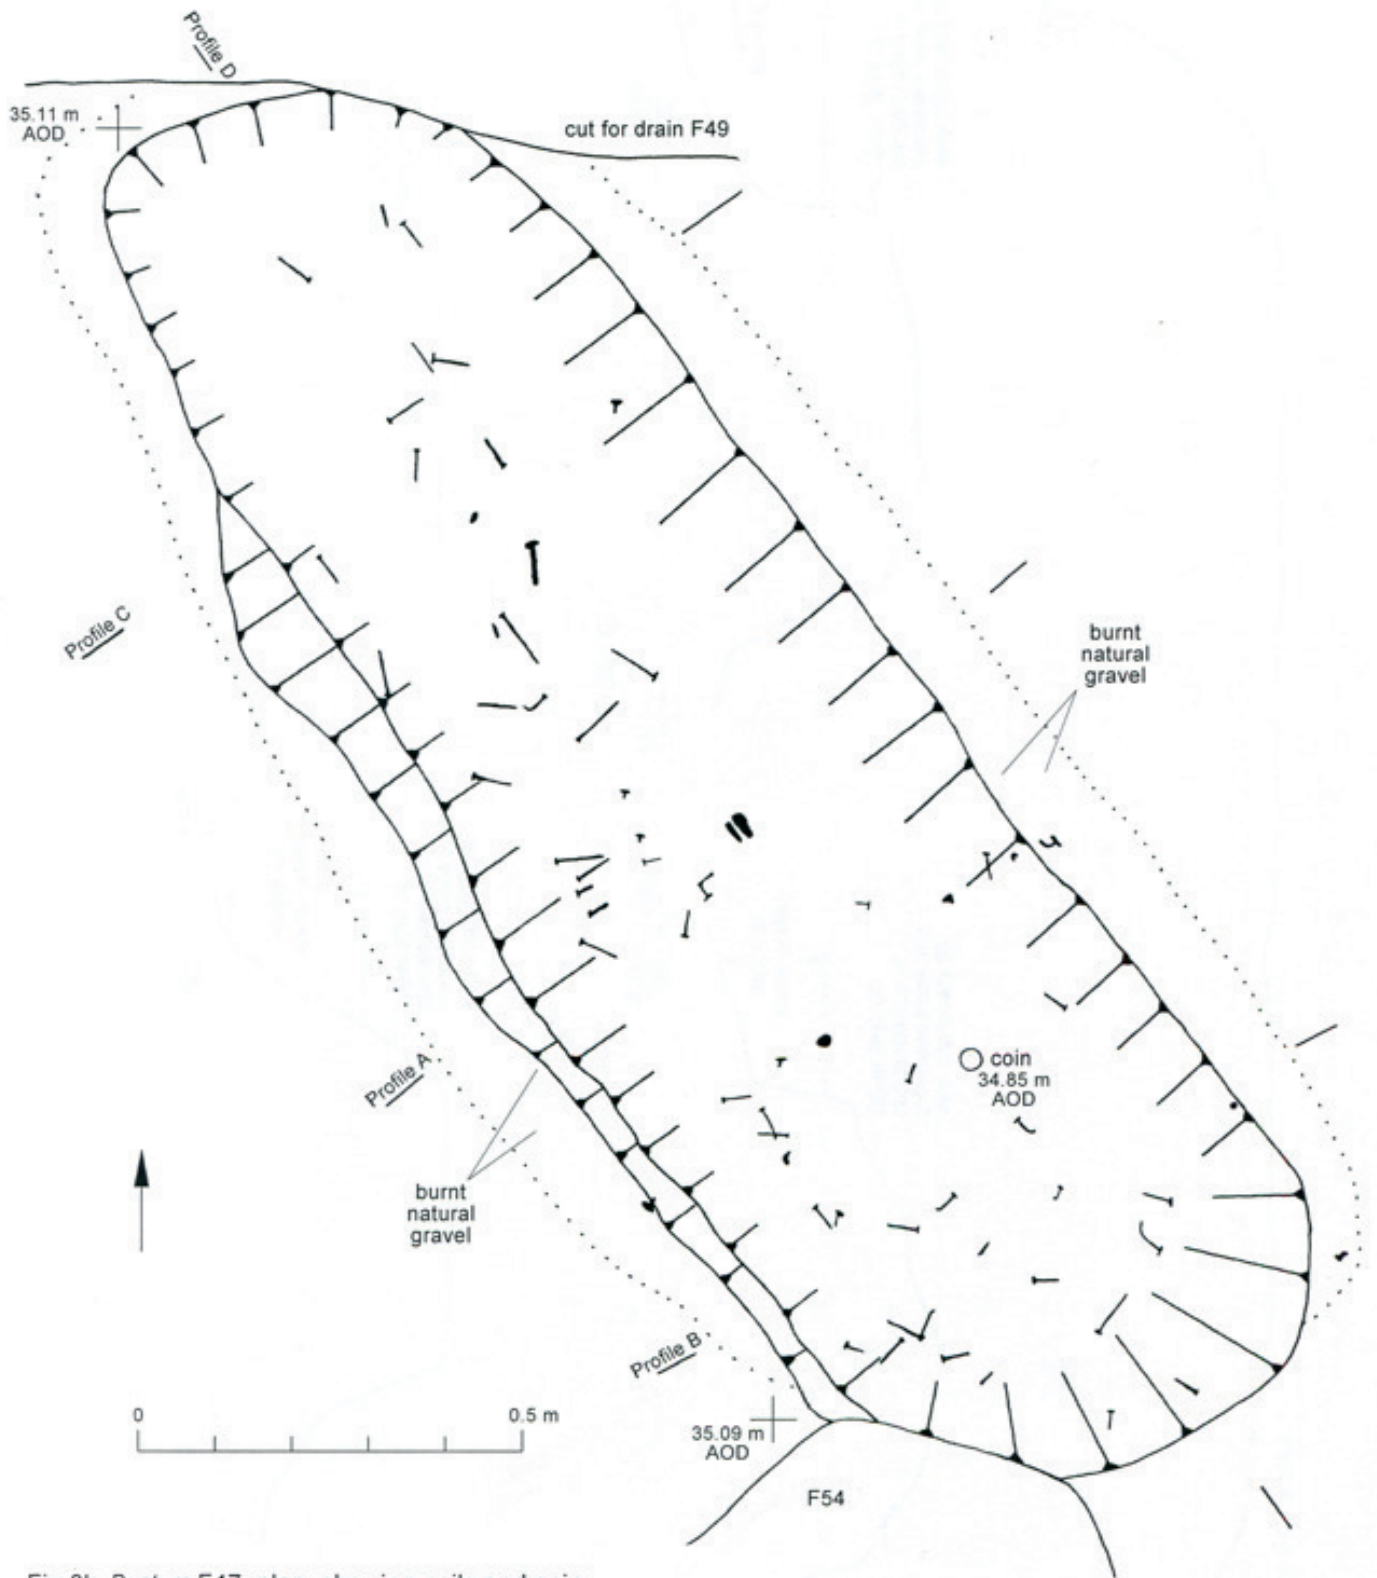 Profile D
35.11 m
AOD
cut for drain F49
Profile C
burnt
natural
gravel
coin
34.85 m
AOD
Profile A
burnt
natural
gravel
Profile B
0
0.5 m
35.09 m
AOD
F54